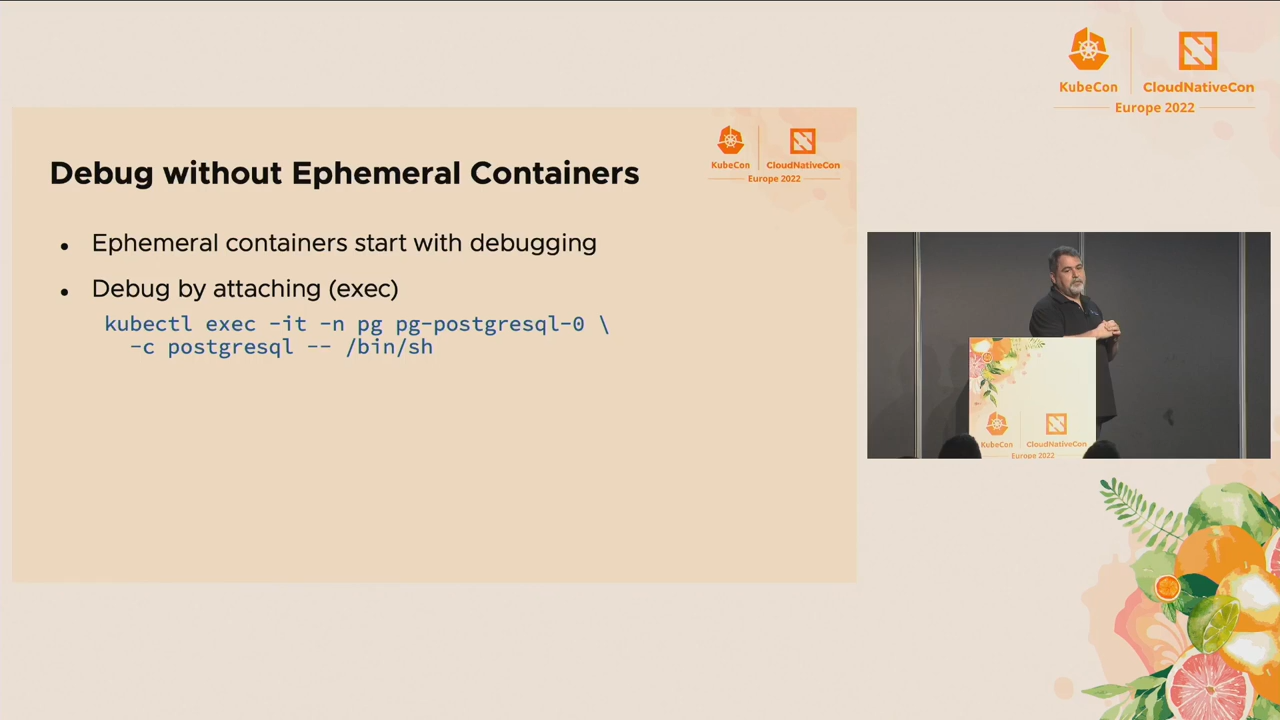 KubeCon
CloudNativeCon
Europe 2022
KubeCon
CloudNativeCon
Europe 2022
Debug without Ephemeral Containers
● Ephemeral containers start with debugging
● Debug by attaching (exec)
kubectl exec -it -n pg pg-postgresql-0 \
-c postgresql -- /bin/sh
KubeCon
CloudNativeCon
Europe 2022